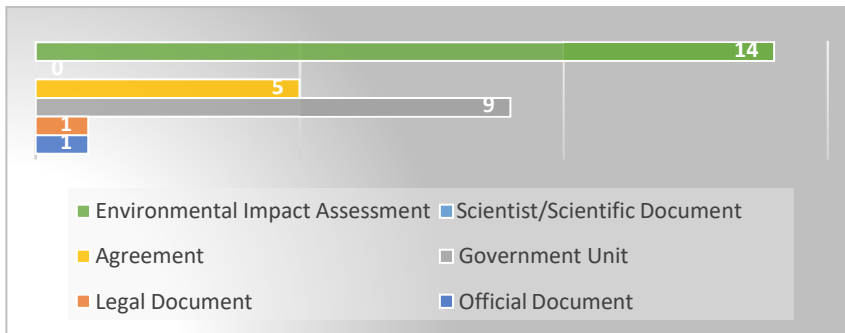 14
0
5
9
1
1
Environmental Impact Assessment Scientist/Scientific Document
Agreement Government Unit
Legal Document Official Document